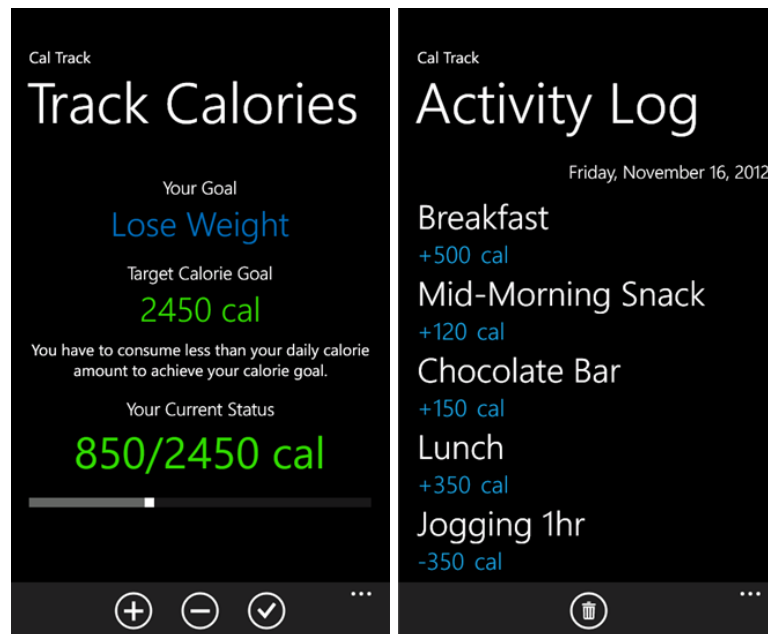 Cal Track
Track Calories
Your Goal
Lose Weight
Target Calorie Goal
2450 cal
You have to consume less than your daily calorie
amount to achieve your calorie goal.
Your Current Status
850/2450 cal
Cal Track
Activity Log
Friday, November 16, 2012
Breakfast
+500 cal
Mid-Morning Snack
+120 cal
Chocolate Bar
+150 cal
Lunch
+350 cal
Jogging 1hr
-350 cal